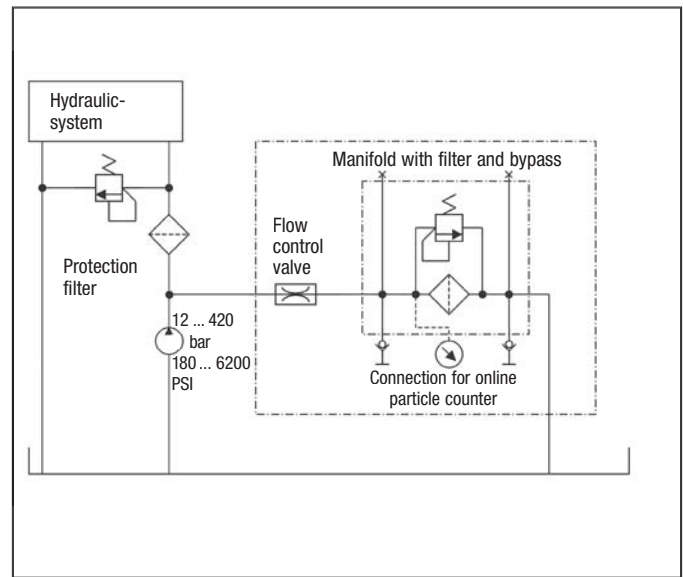 Hydraulic-
system
Manifold with filter and bypass
Flow
control
valve
Protection
filter
12 ... 420
bar
180 ... 6200
PSI
Connection for online
particle counter